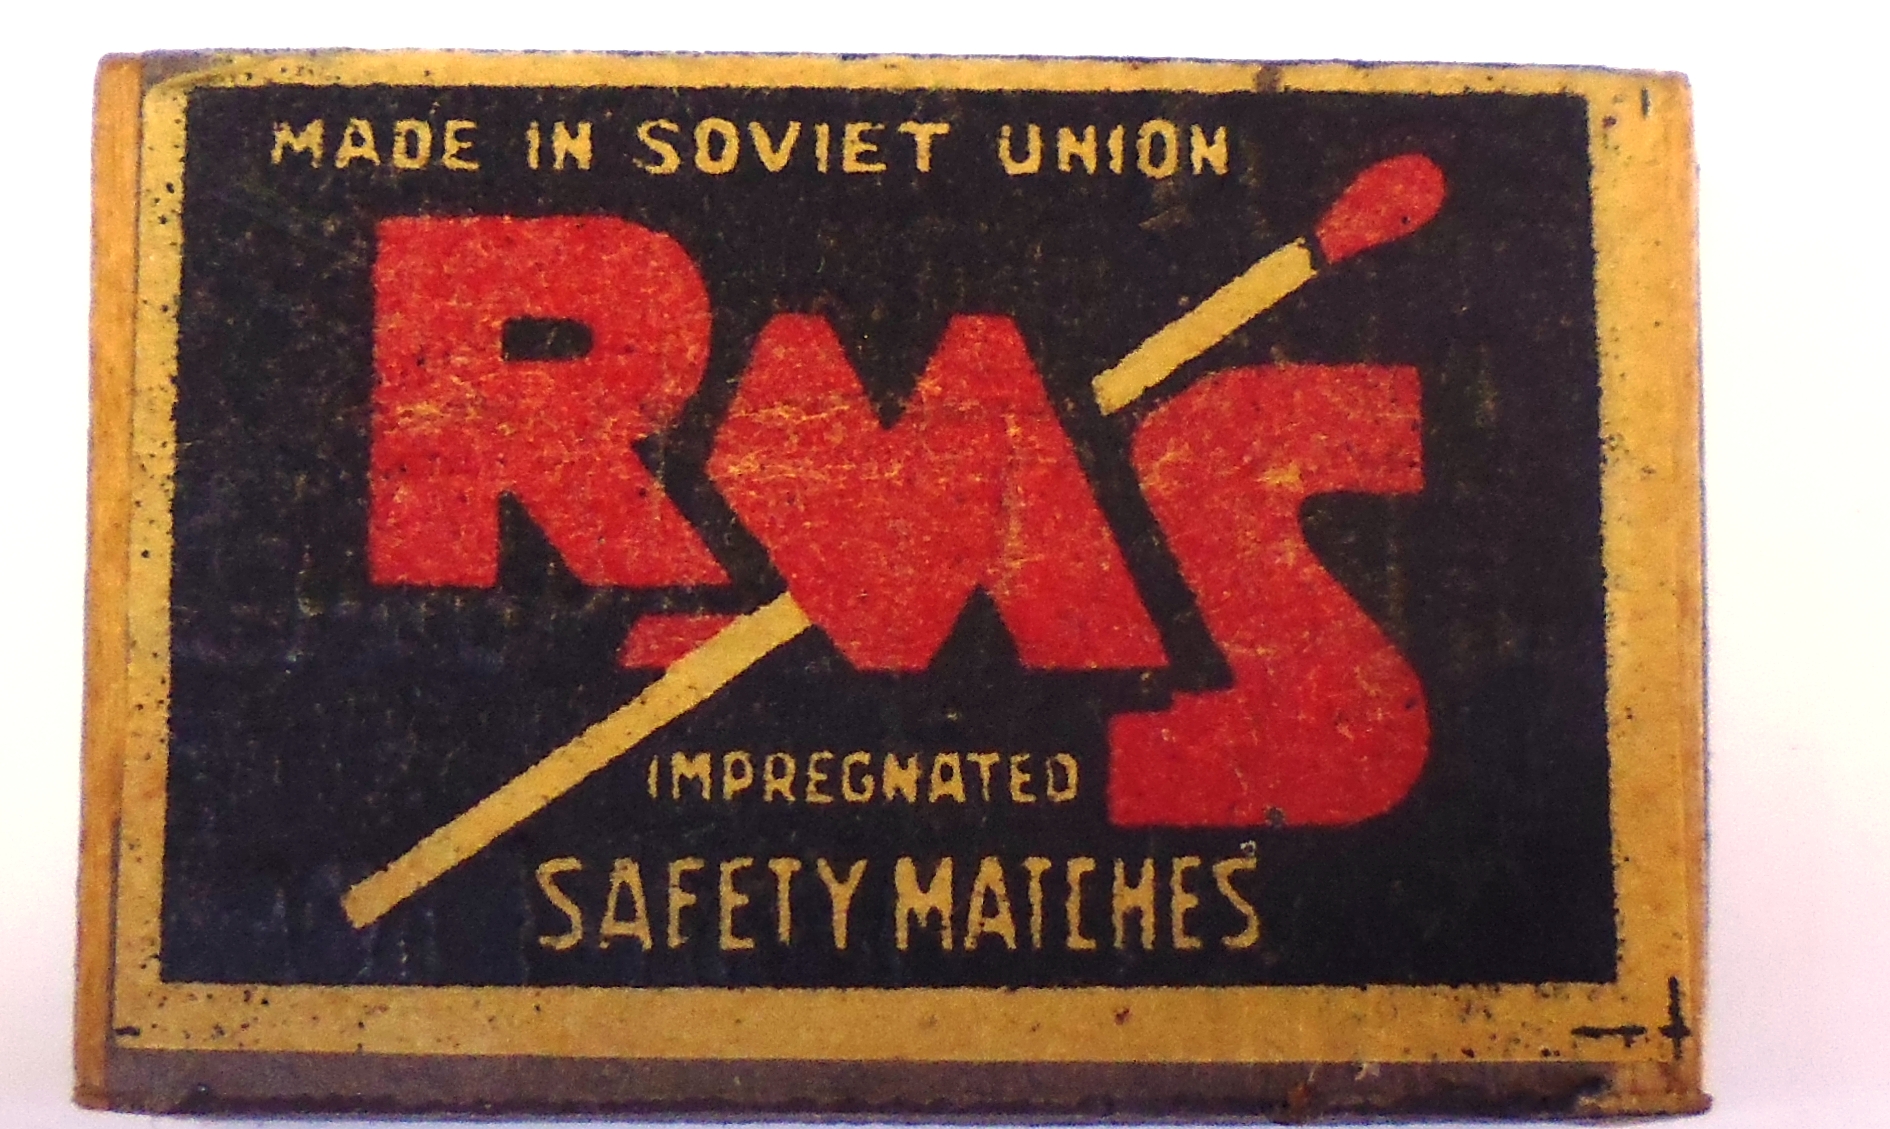 MADE IN SOVIET UNION
RMS
IMPREGNATED
SAFETY MATCHES